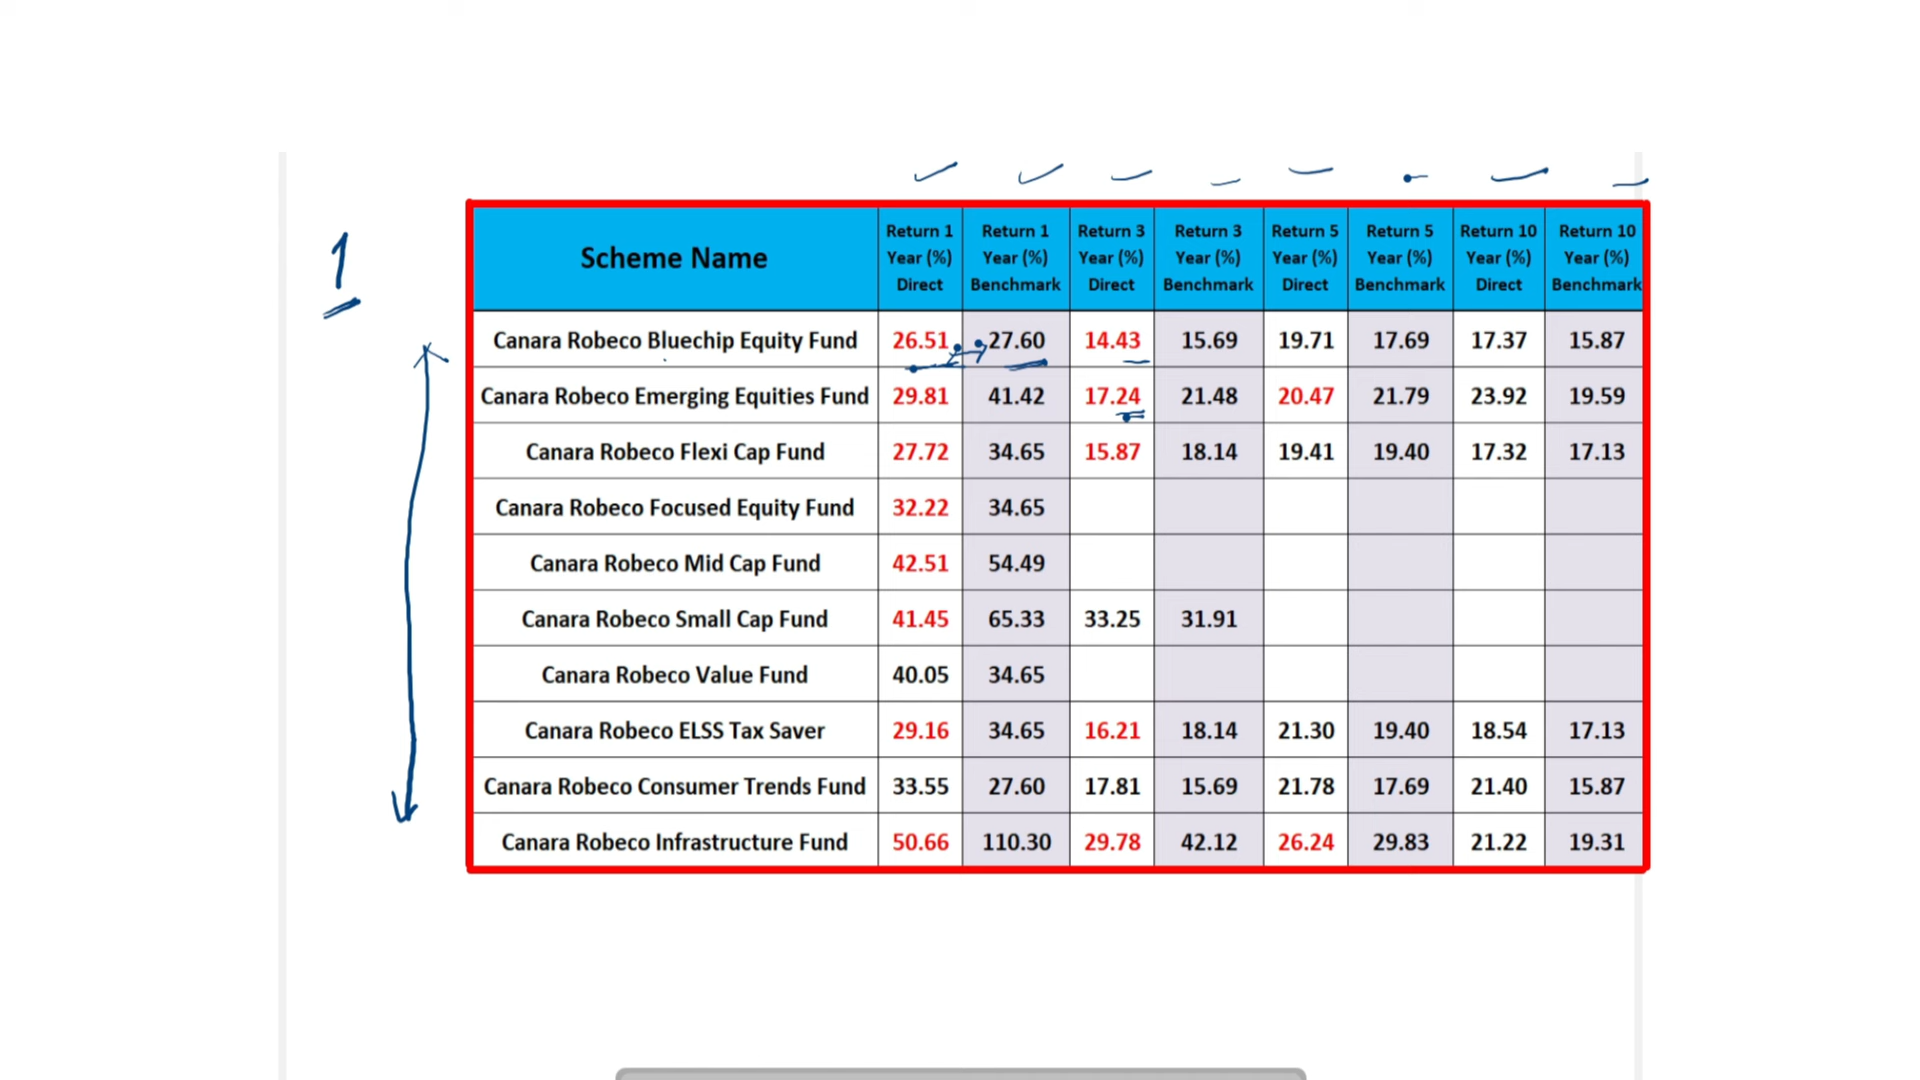 1
Scheme Name Return 1 Year (%) Direct Return 1 Year (%) Benchmark Return 3 Year (%) Direct Return 3 Year (%) Benchmark Return 5 Year (%) Direct Return 5 Year (%) Benchmark Return 10 Year (%) Direct Return 10 Year (%) Benchmark
Canara Robeco Bluechip Equity Fund 26.51 27.60 14.43 15.69 19.71 17.69 17.37 15.87
Canara Robeco Emerging Equities Fund 29.81 41.42 17.24 21.48 20.47 21.79 23.92 19.59
Canara Robeco Flexi Cap Fund 27.72 34.65 15.87 18.14 19.41 19.40 17.32 17.13
Canara Robeco Focused Equity Fund 32.22 34.65
Canara Robeco Mid Cap Fund 42.51 54.49
Canara Robeco Small Cap Fund 41.45 65.33 33.25 31.91
Canara Robeco Value Fund 40.05 34.65
Canara Robeco ELSS Tax Saver 29.16 34.65 16.21 18.14 21.30 19.40 18.54 17.13
Canara Robeco Consumer Trends Fund 33.55 27.60 17.81 15.69 21.78 17.69 21.40 15.87
Canara Robeco Infrastructure Fund 50.66 110.30 29.78 42.12 26.24 29.83 21.22 19.31